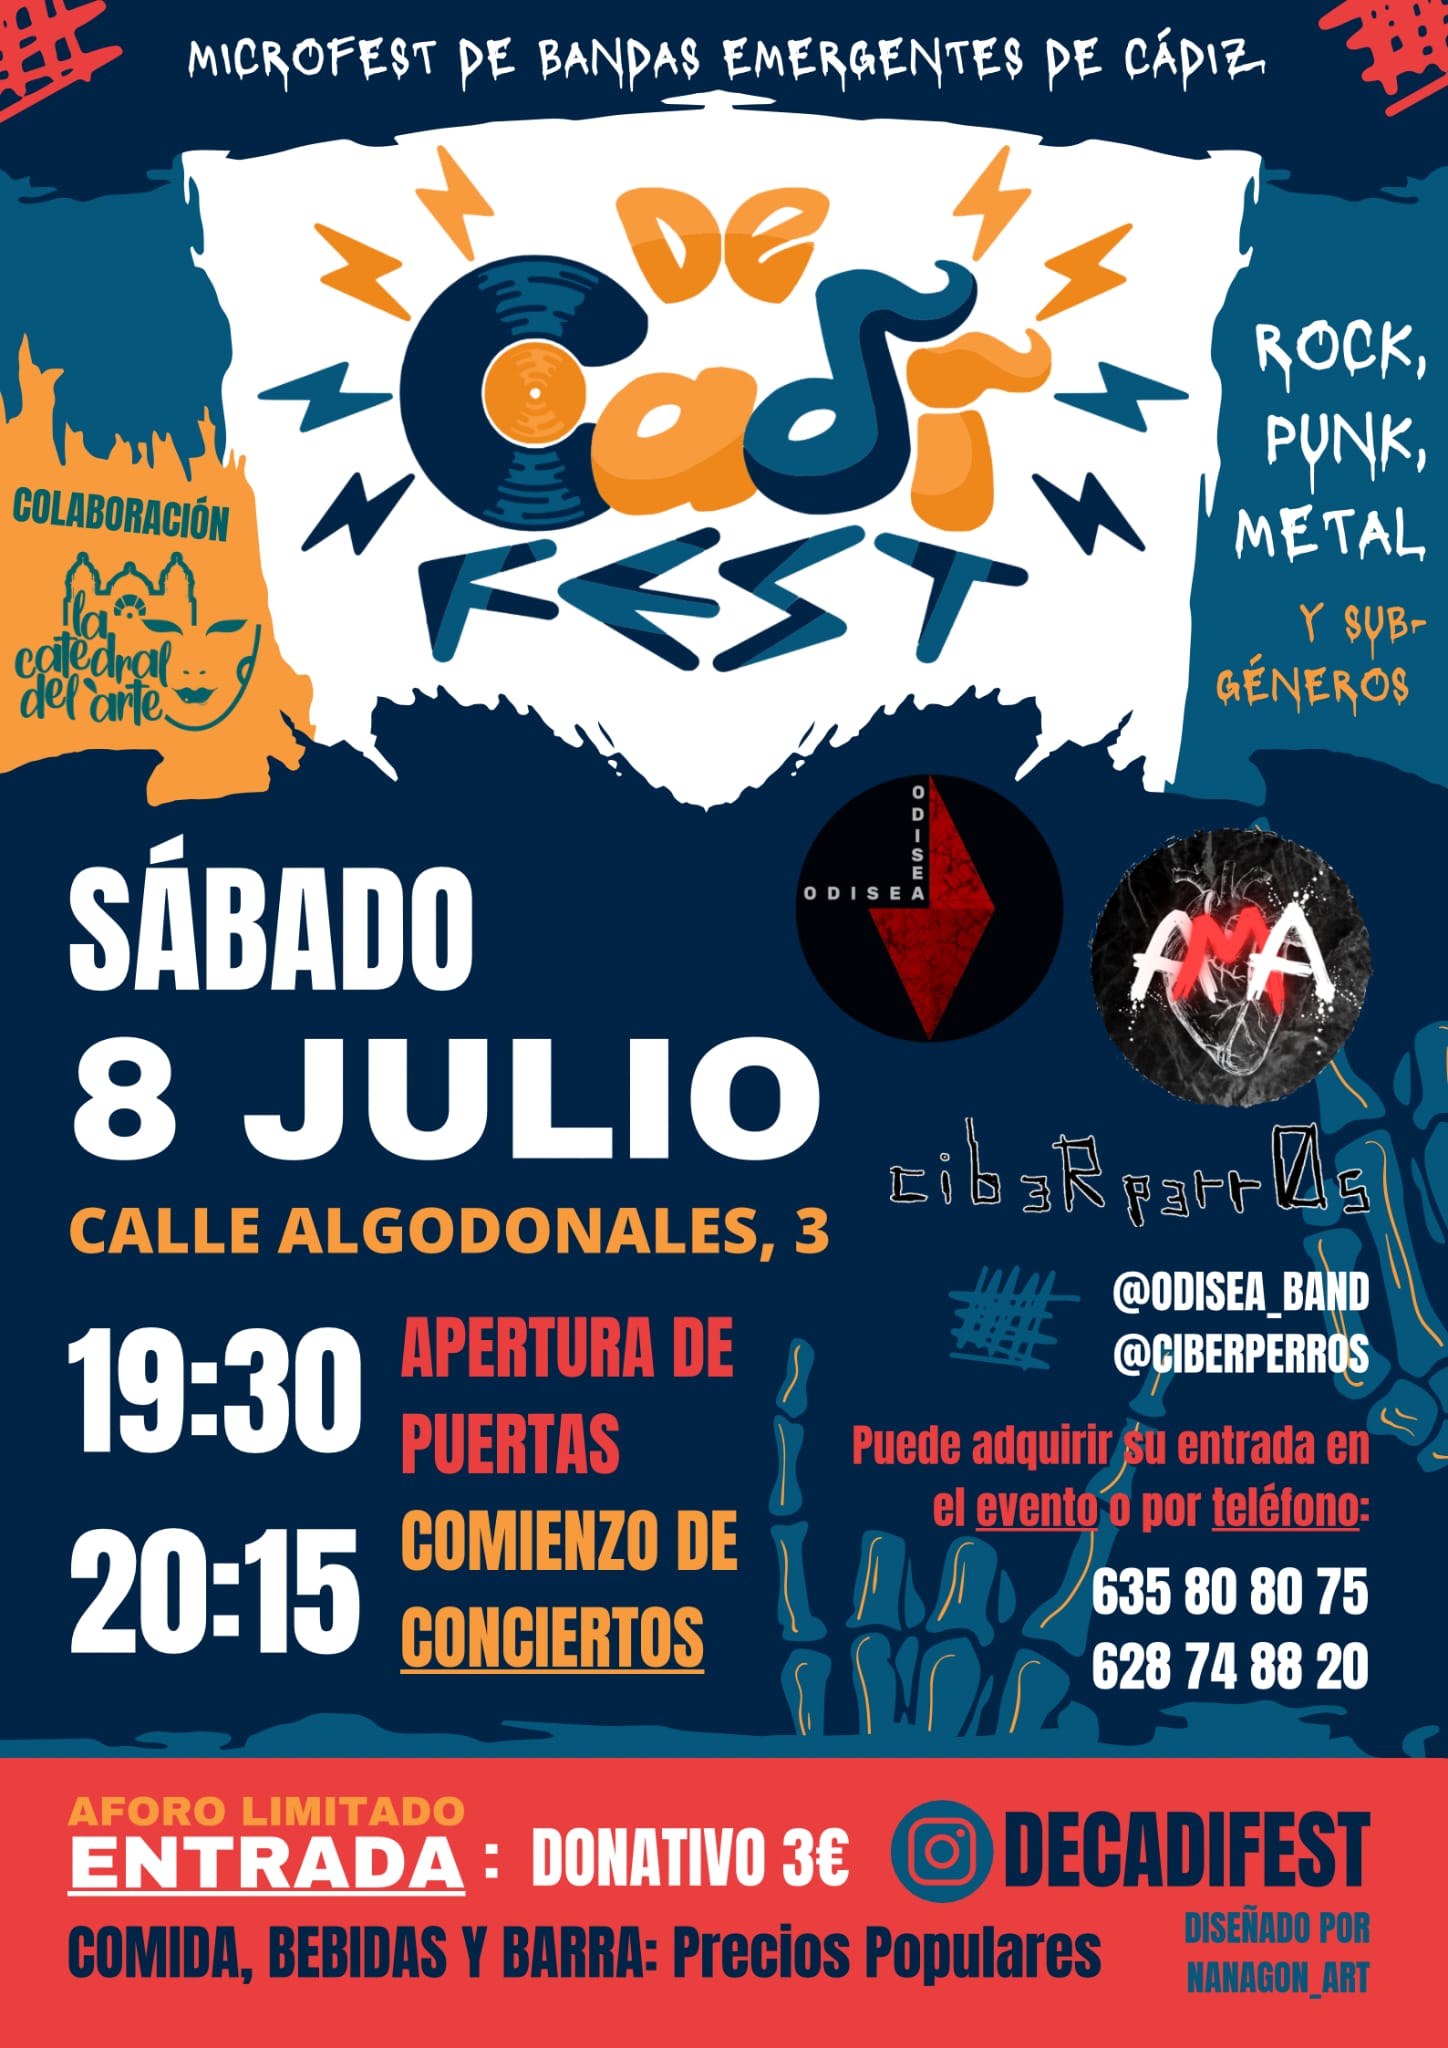 MICROFEST DE BANDAS EMERGENTES DE CÁDIZ
DE
Cadi
FEST
ROCK,
PUNK,
METAL
Y SUB-
GÉNEROS
COLABORACIÓN
la
catedral
del arte
SÁBADO
8 JULIO
CALLE ALGODONALES, 3
19:30 APERTURA DE
PUERTAS
20:15 COMIENZO DE
CONCIERTOS
ODISEA
ODISEA
AMA
cibaRparrØs
@ODISEA_BAND
@CIBERPERROS
Puede adquirir su entrada en
el evento o por teléfono:
635 80 80 75
628 74 88 20
AFORO LIMITADO
ENTRADA : DONATIVO 3€
DECADIFEST
COMIDA, BEBIDAS Y BARRA: Precios Populares
DISEÑADO POR
NANAGON_ART